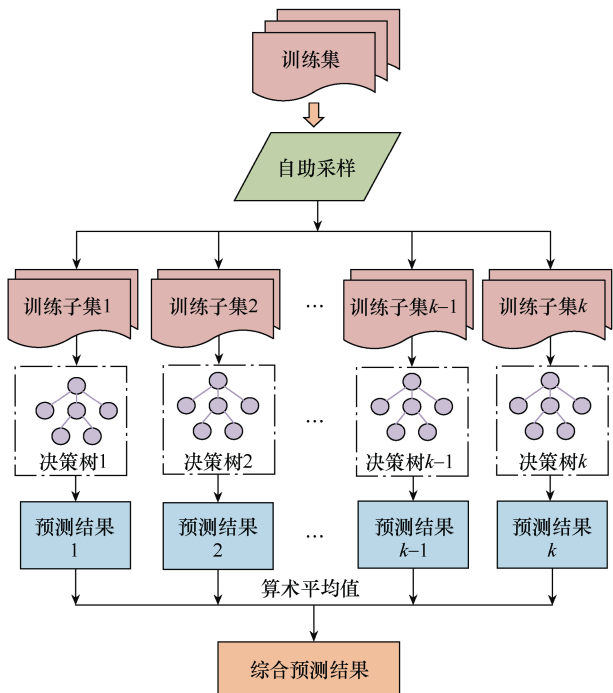 训练集
自助采样
训练子集1 训练子集2 … 训练子集k−1 训练子集k
…
决策树1 决策树2 决策树k−1 决策树k
预测结果 预测结果 … 预测结果 预测结果
1 2 k−1 k
算术平均值
综合预测结果